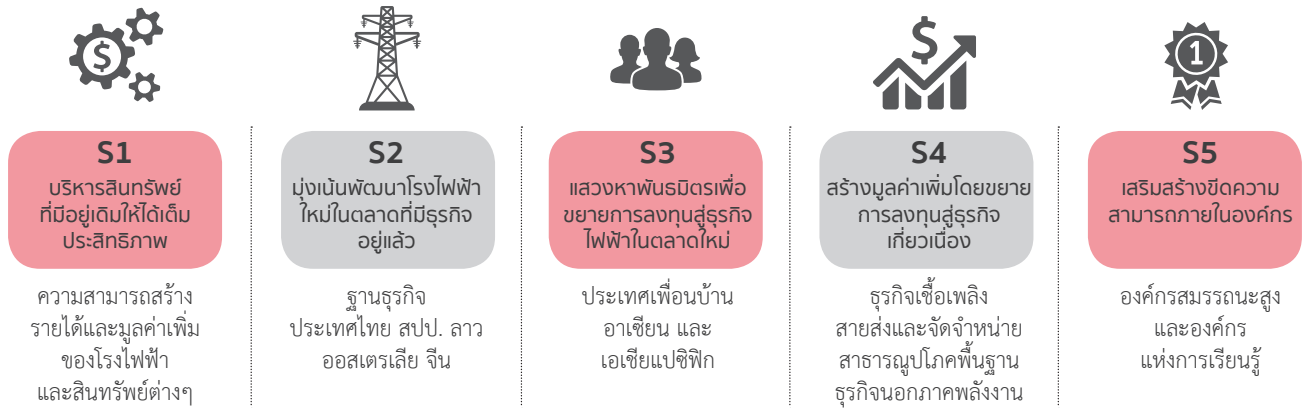 $
$
1
S1
บริหารสินทรัพย์
ที่มีอยู่เดิมให้ได้เต็ม
ประสิทธิภาพ
ความสามารถสร้าง
รายได้และมูลค่าเพิ่ม
ของโรงไฟฟ้า
และสินทรัพย์ต่างๆ
S2
มุ่งเน้นพัฒนาโรงไฟฟ้า
ใหม่ในตลาดที่มีธุรกิจ
อยู่แล้ว
ฐานธุรกิจ
ประเทศไทย สปป. ลาว
ออสเตรเลีย จีน
S3
แสวงหาพันธมิตรเพื่อ
ขยายการลงทุนสู่ธุรกิจ
ไฟฟ้าในตลาดใหม่
ประเทศเพื่อนบ้าน
อาเซียน และ
เอเชียแปซิฟิก
S4
สร้างมูลค่าเพิ่มโดยขยาย
การลงทุนสู่ธุรกิจ
เกี่ยวเนื่อง
ธุรกิจเชื้อเพลิง
สายส่งและจัดจำหน่าย
สาธารณูปโภคพื้นฐาน
ธุรกิจนอกภาคพลังงาน
S5
เสริมสร้างขีดความ
สามารถภายในองค์กร
องค์กรสมรรถนะสูง
และองค์กร
แห่งการเรียนรู้